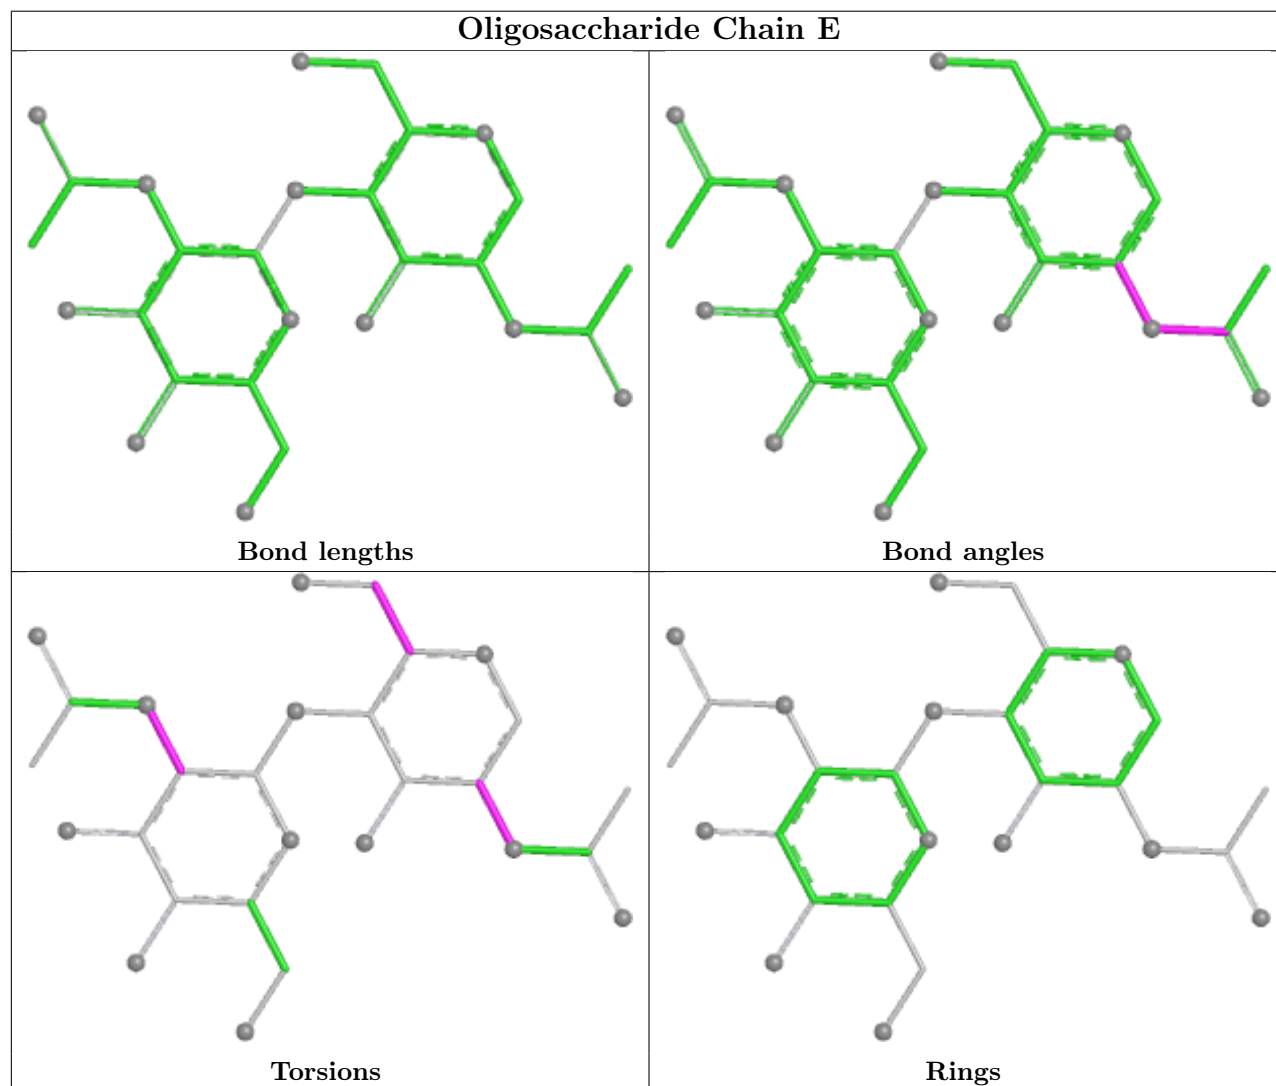 Oligosaccharide Chain E
Bond lengths
Bond angles
Torsions
Rings